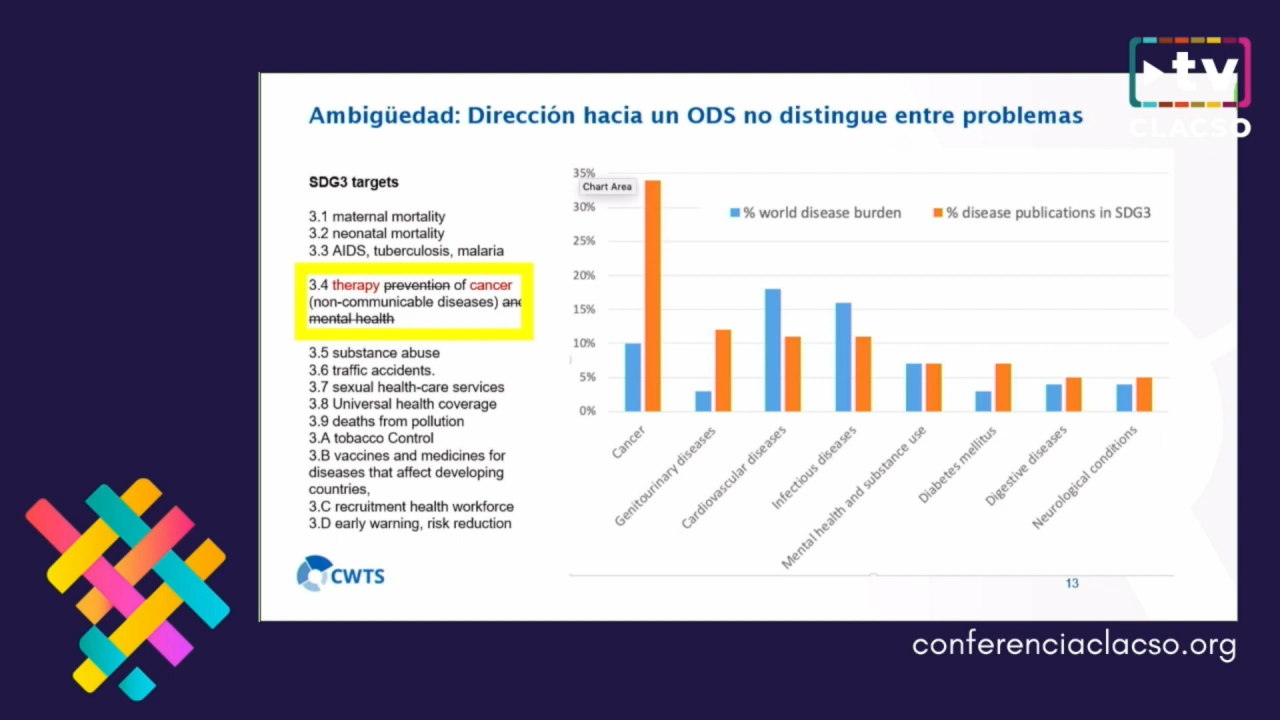 tv
CLACSO
Ambigüedad: Dirección hacia un ODS no distingue entre problemas
SDG3 targets
3.1 maternal mortality
3.2 neonatal mortality
3.3 AIDS, tuberculosis, malaria
3.4 therapy prevention of cancer
(non-communicable diseases) and
mental health
3.5 substance abuse
3.6 traffic accidents.
3.7 sexual health-care services
3.8 Universal health coverage
3.9 deaths from pollution
3.A tobacco Control
3.B vaccines and medicines for
diseases that affect developing
countries,
3.C recruitment health workforce
3.D early warning, risk reduction
CWTS
35%
Chart Area
30%
25%
20%
15%
10%
5%
0%
% world disease burden
% disease publications in SDG3
Cancer
Genitourinary diseases
Cardiovascular diseases
Infectious diseases
Mental health and substance use
Diabetes mellitus
Digestive diseases
Neurological conditions
13
conferenciaclacso.org